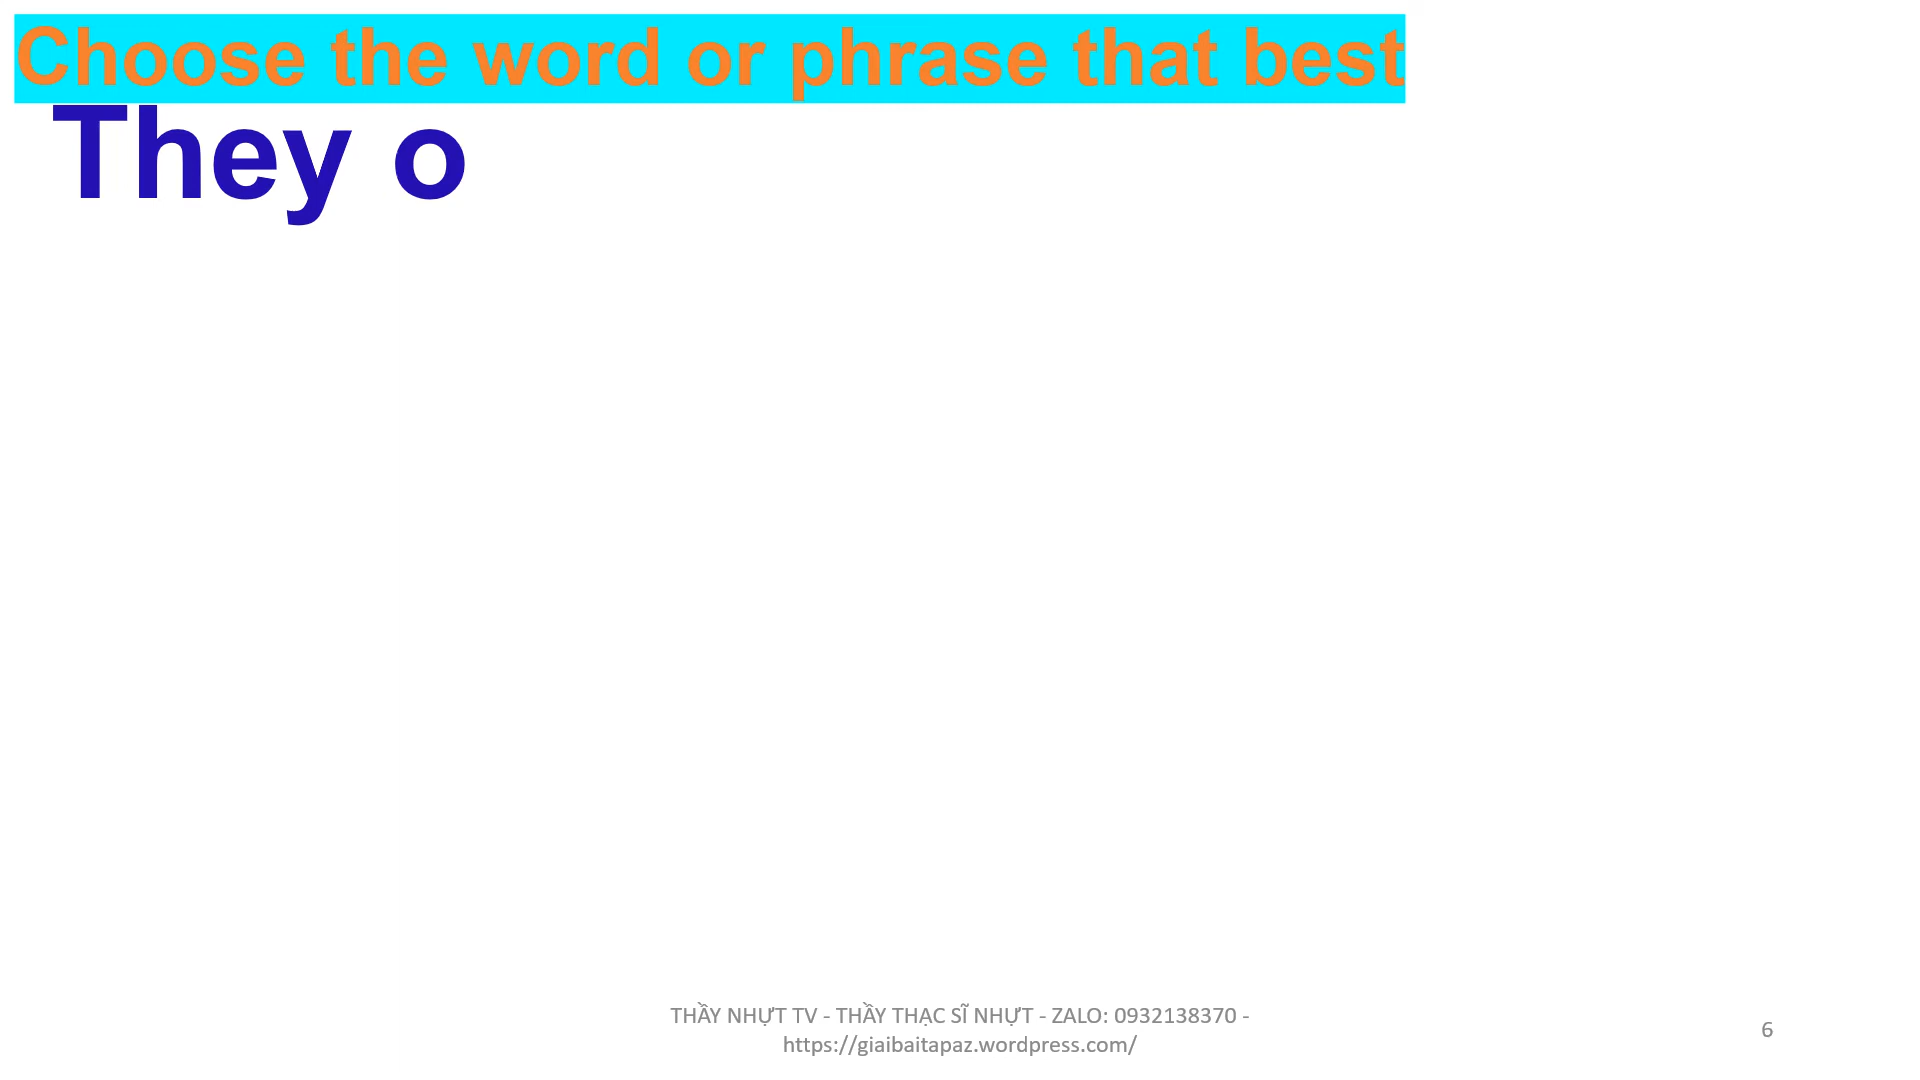 Choose the word or phrase that best
They o
THẦY NHỰT TV - THẦY THẠC SĨ NHỰT - ZALO: 0932138370 -
https://giaibaitapaz.wordpress.com/
6